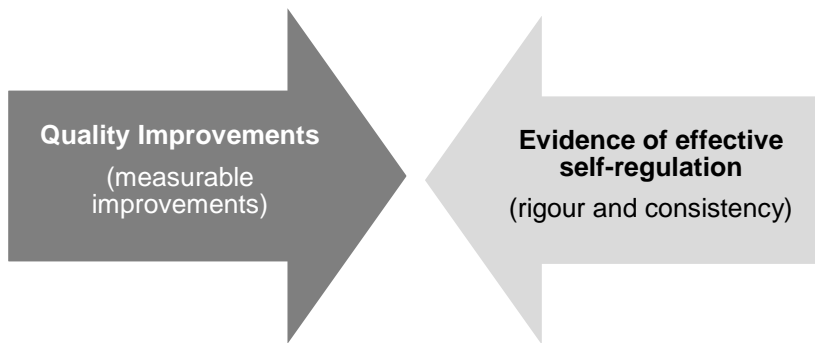 Quality Improvements
(measurable
improvements)
Evidence of effective
self-regulation
(rigour and consistency)